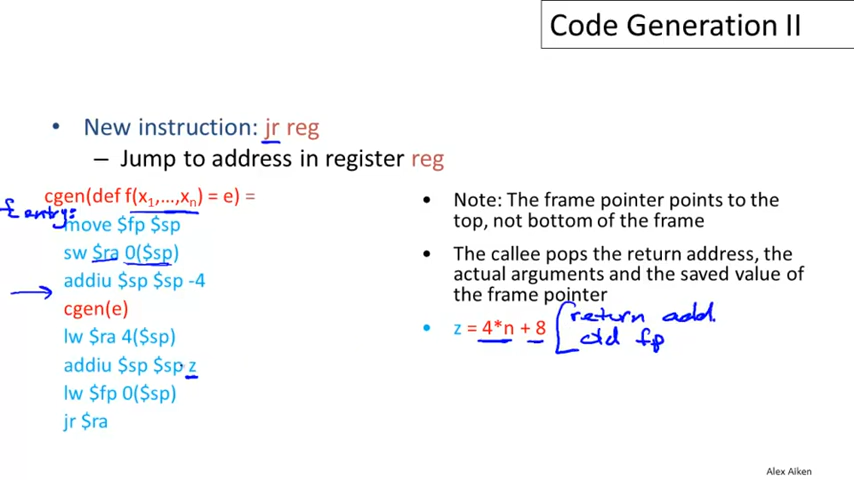 Code Generation II
• New instruction: jr reg
– Jump to address in register reg
cgen(def f(x1,...,xn) = e) =
f entry:
move $fp $sp
sw $ra 0($sp)
addiu $sp $sp -4
cgen(e)
lw $ra 4($sp)
addiu $sp $sp z
lw $fp 0($sp)
jr $ra
• Note: The frame pointer points to the
top, not bottom of the frame
• The callee pops the return address, the
actual arguments and the saved value of
the frame pointer
• z = 4*n + 8
return add.
old fp
Alex Aiken